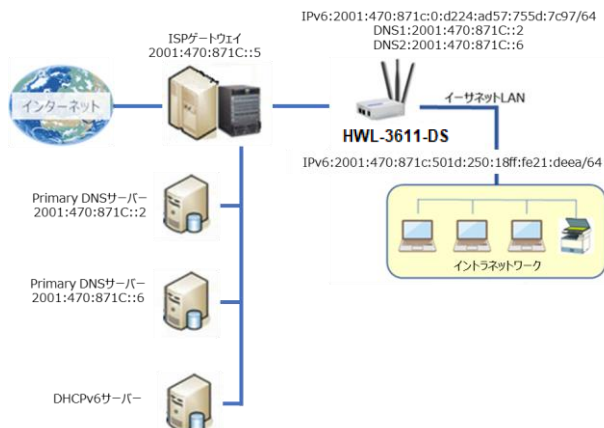 ISPゲートウェイ
2001:470:871C::5
IPv6:2001:470:871c:0:d224:ad57:755d:7c97/64
DNS1:2001:470:871C::2
DNS2:2001:470:871C::6
インターネット
イーサネットLAN
HWL-3611-DS
IPv6:2001:470:871c:501d:250:18ff:fe21:deea/64
Primary DNSサーバー
2001:470:871C::2
イントラネットワーク
Primary DNSサーバー
2001:470:871C::6
DHCPv6サーバー